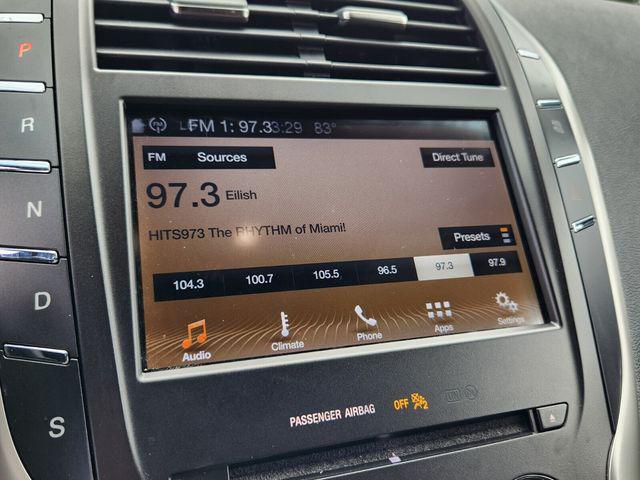 P
R
N
D
S
FM 1: 97.3 3:29 83°
FM Sources Direct Tune
97.3 Eilish
HITS973 The RHYTHM of Miami!
Presets
104.3 100.7 105.5 96.5 97.3 97.9
Audio Climate Phone Apps Settings
PASSENGER AIRBAG OFF 2 ON